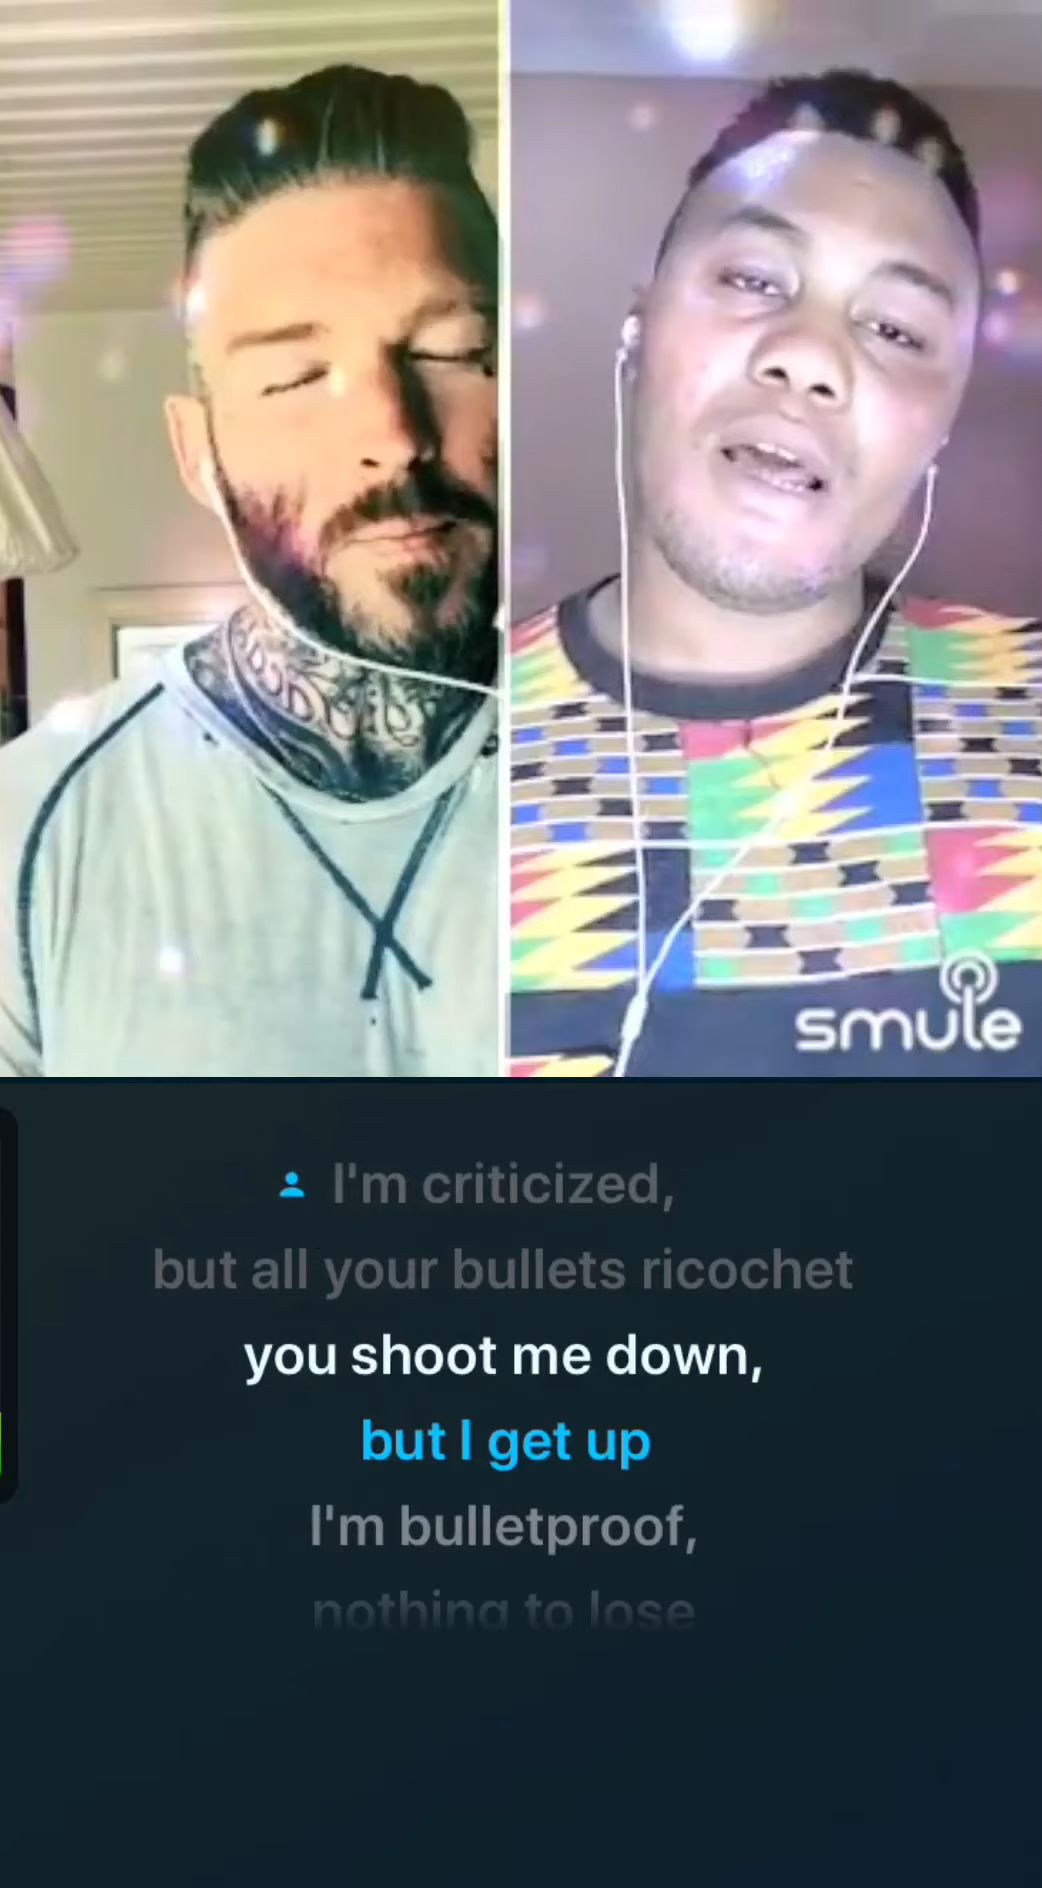 smule
I'm criticized,
but all your bullets ricochet
you shoot me down,
but I get up
I'm bulletproof,
nothing to lose